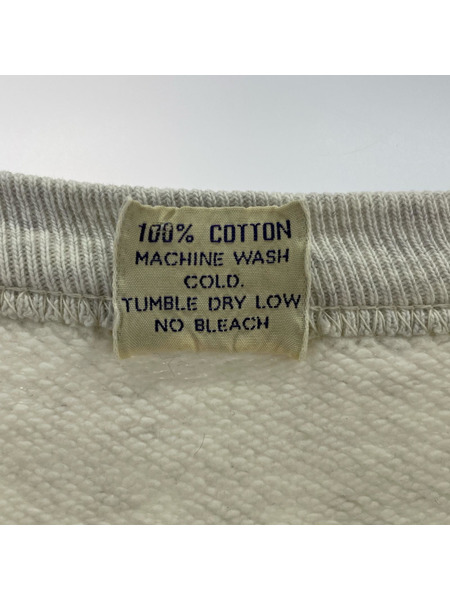 100% COTTON
MACHINE WASH
COLD.
TUMBLE DRY LOW
NO BLEACH